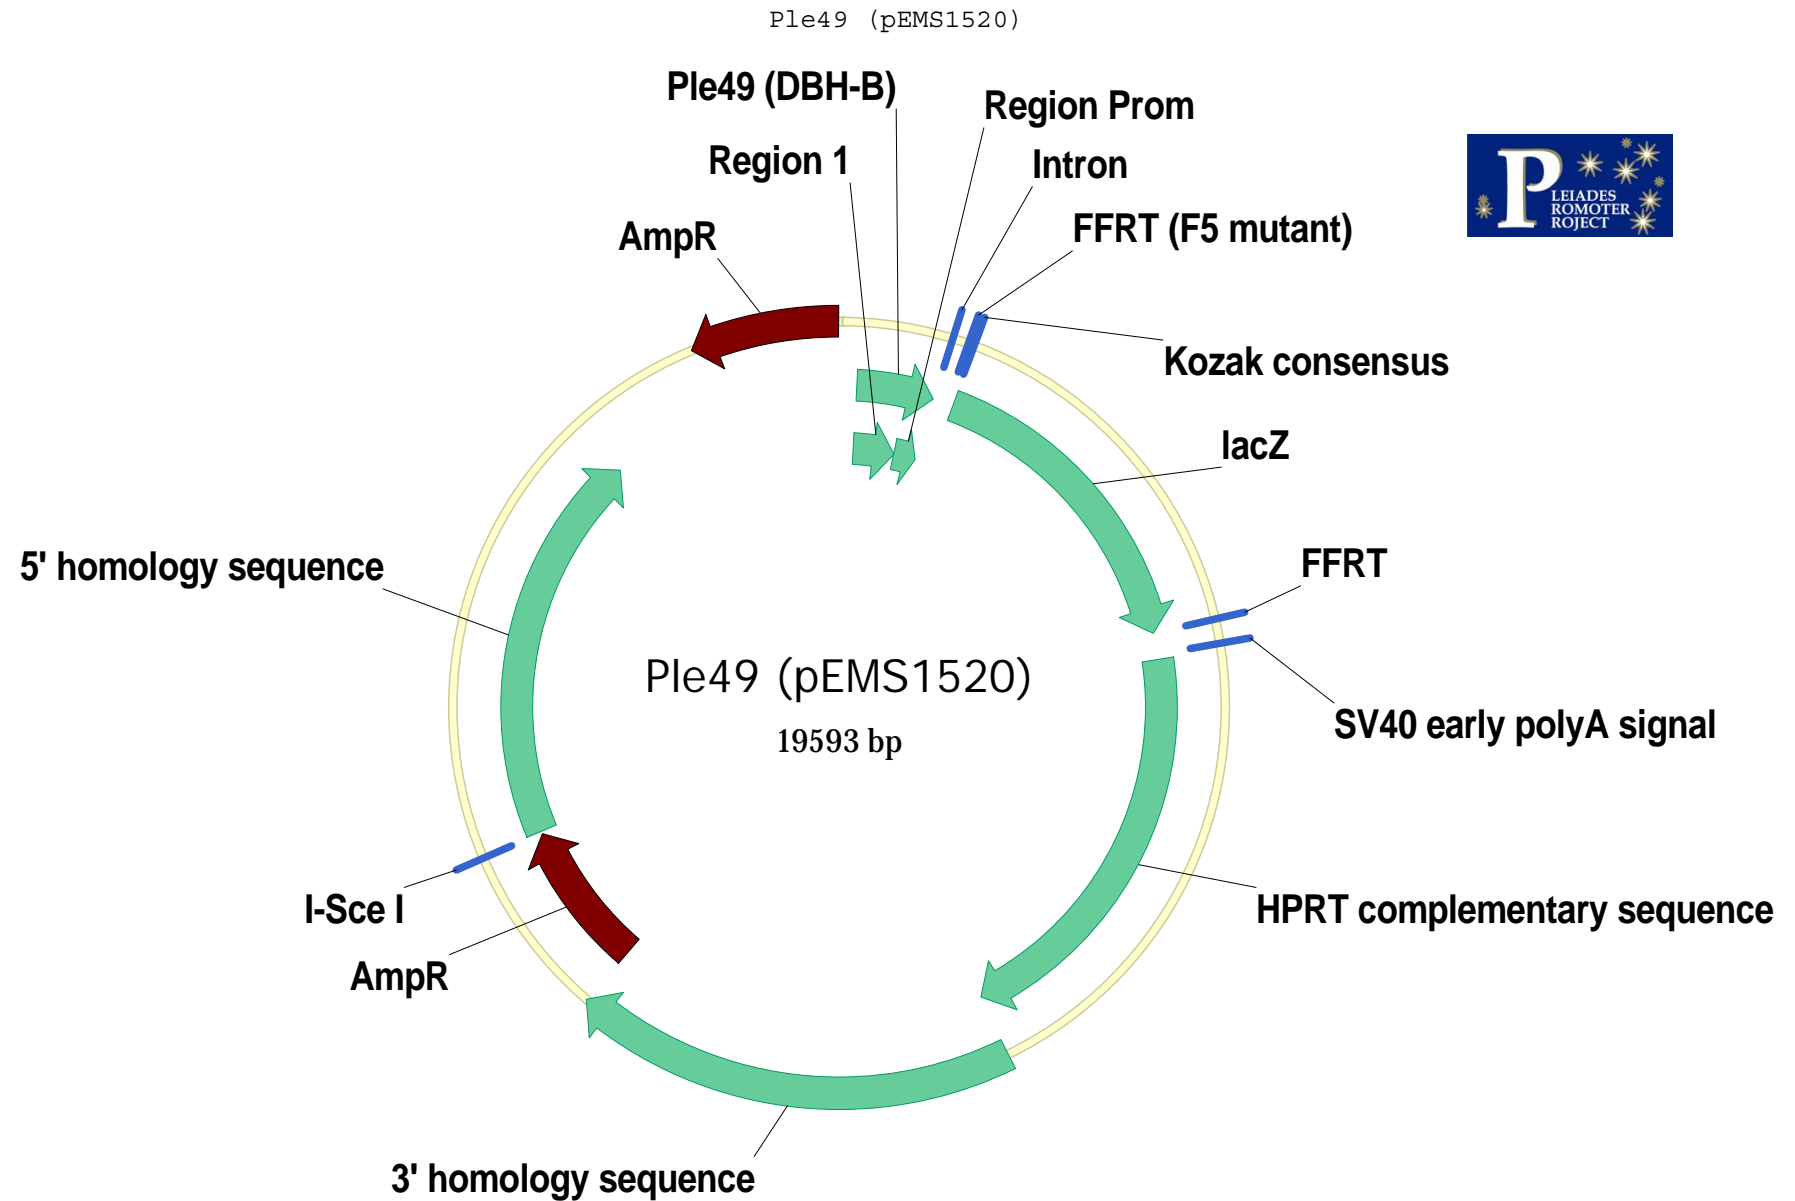 Ple49 (pEMS1520)
Ple49 (DBH-B)
Region Prom
Region 1
Intron
PLEIADES
ROMOTER
ROJECT
AmpR
FFRT (F5 mutant)
Kozak consensus
lacZ
5' homology sequence
FFRT
Ple49 (pEMS1520)
19593 bp
SV40 early polyA signal
I-Sce I
HPRT complementary sequence
AmpR
3' homology sequence